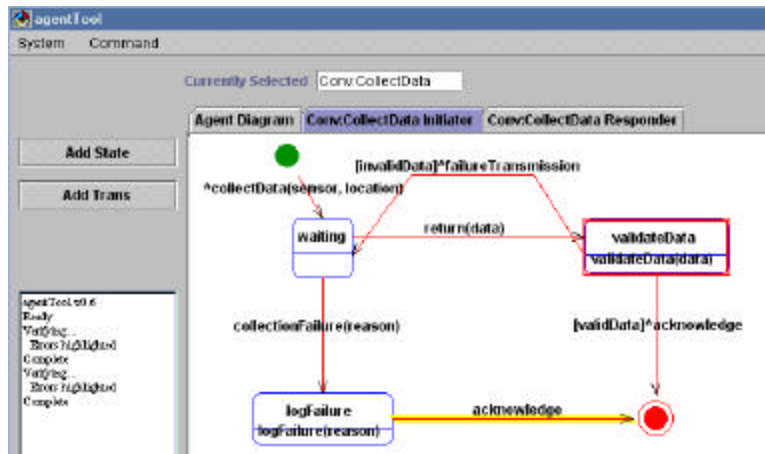 agentTool
System Command
Currently Selected Conv:CollectData
Agent Diagram Conv:CollectData Initiator Conv:CollectData Responder
Add State
Add Trans
[invalidData]^failureTransmission
^collectData(sensor, location)
waiting
return(data)
validateData
validateData(data)
collectionFailure(reason)
[validData]^acknowledge
logFailure
logFailure(reason)
acknowledge
agentTool v0.6
Ready
Verifying...
Errors highlighted
Complete
Verifying...
Errors highlighted
Complete